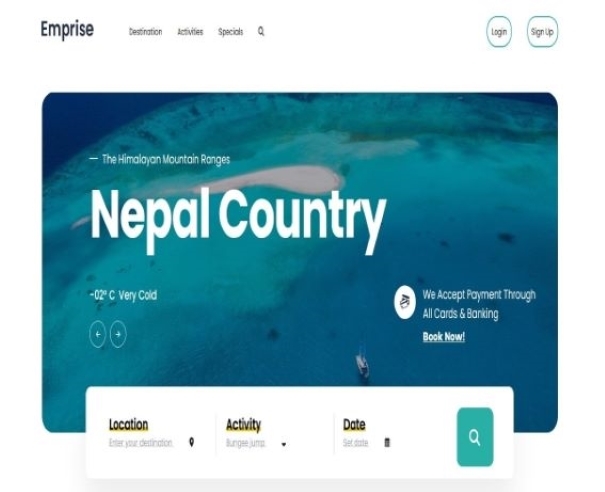 Emprise
Destination Activities Specials
Login Sign Up
The Himalayan Mountain Ranges
Nepal Country
-02° C Very Cold
We Accept Payment Through
All Cards & Banking
Book Now!
Location Activity Date
Enter your destination. Bungee jump. Set date.